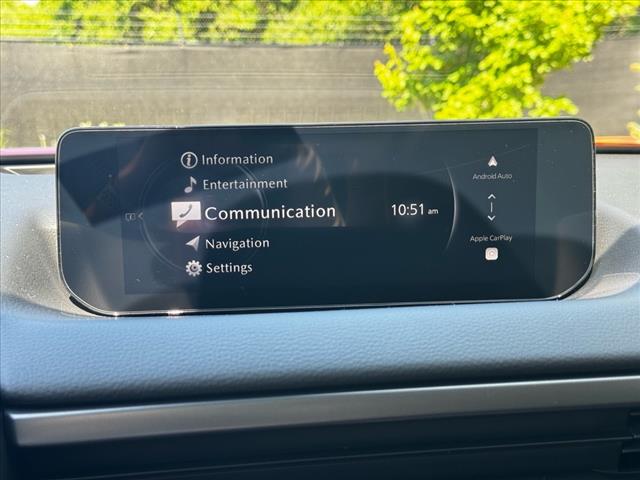 Information
Entertainment
Communication
Navigation
Settings
10:51 am
Android Auto
Apple CarPlay